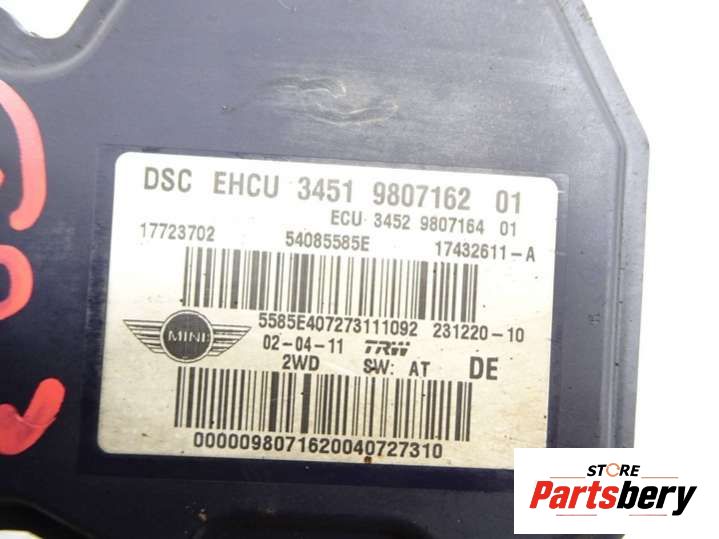 DSC EHCU 3451 9807162 01
ECU 3452 9807164 01
17723702 54085585E 17432611-A
5585E407273111092 231220-10
MINI 02-04-11 TRW
2WD SW: AT DE
0000098071620040727310
STORE
Partsbery